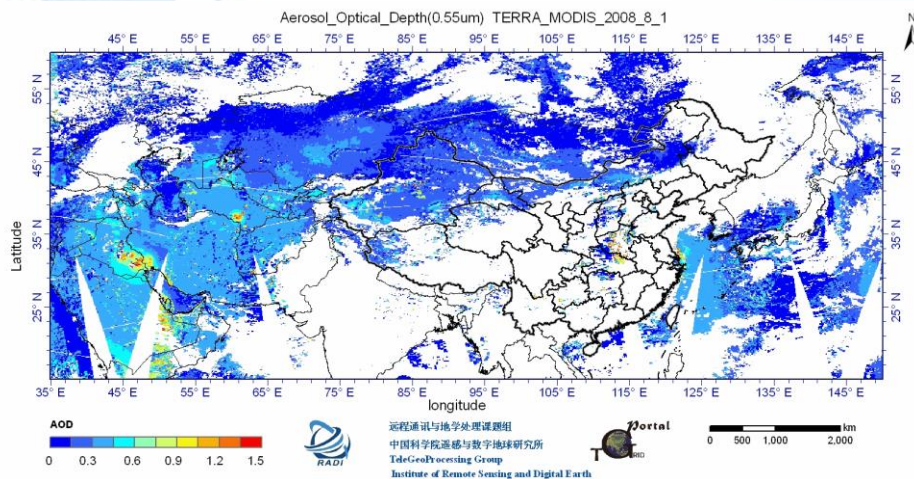 Aerosol_Optical_Depth(0.55um) TERRA_MODIS_2008_8_1
N
45° E 55° E 65° E 75° E 85° E 95° E 105° E 115° E 125° E 135° E 145° E
55° N 55° N
45° N 45° N
35° N 35° N
25° N 25° N
Latitude
35° E 45° E 55° E 65° E 75° E 85° E 95° E 105° E 115° E 125° E 135° E 145° E
longitude
AOD
0 0.3 0.6 0.9 1.2 1.5
RADI
远程通讯与地学处理课题组
中国科学院遥感与数字地球研究所
TeleGeoProcessing Group
Institute of Remote Sensing and Digital Earth
Portal
km
0 500 1,000 2,000